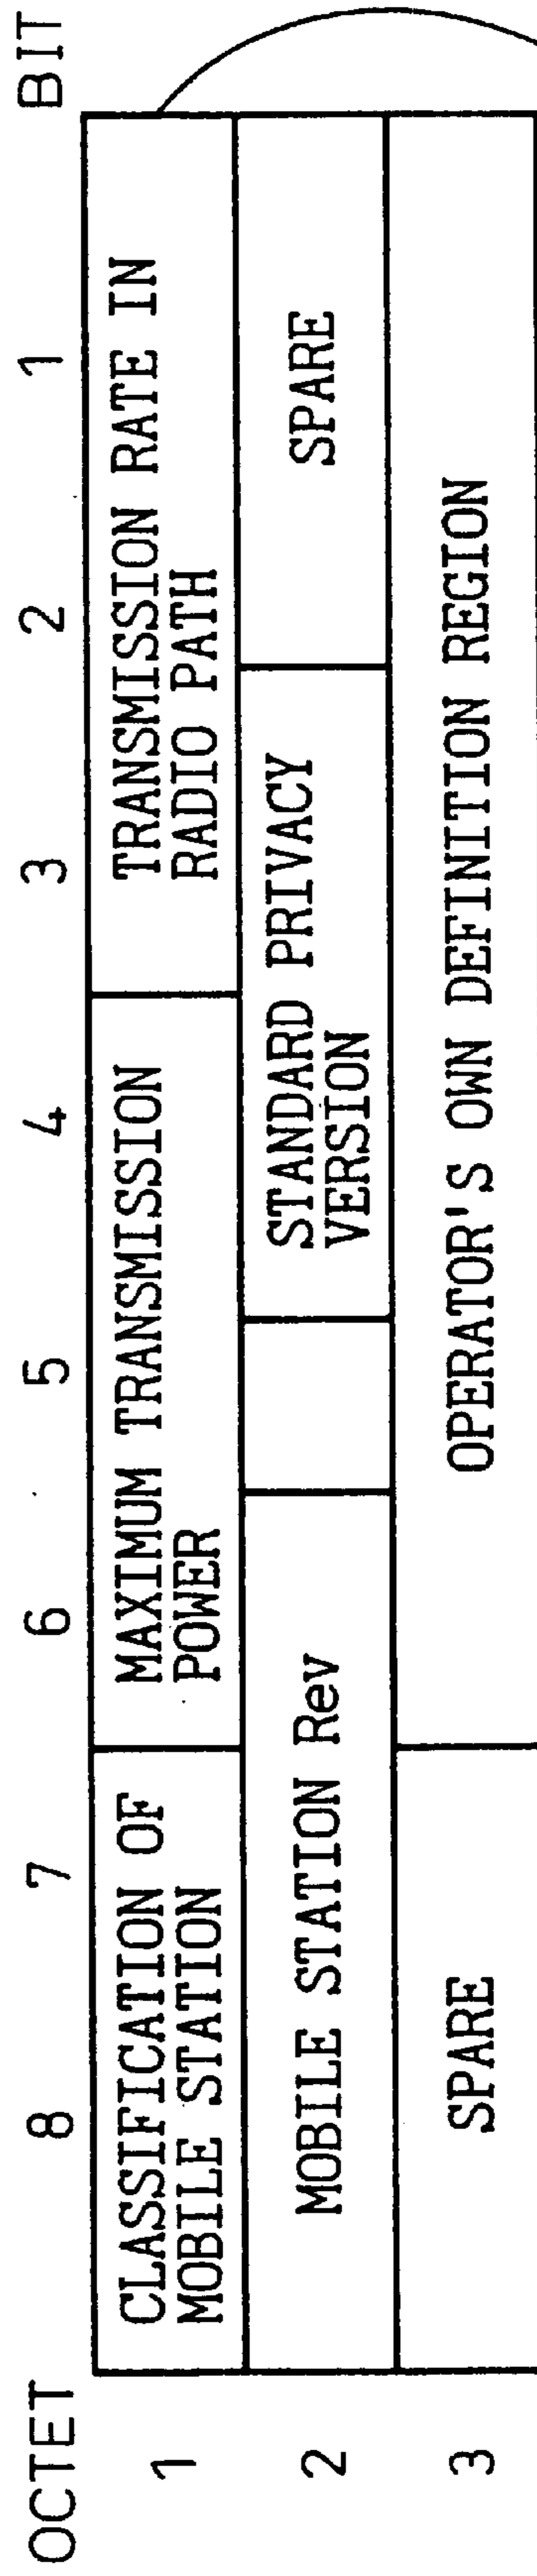 OCTET 8 7 6 5 4 3 2 1 BIT
1
CLASSIFICATION OF
MOBILE STATION
MAXIMUM TRANSMISSION
POWER
TRANSMISSION RATE IN
RADIO PATH
2
MOBILE STATION Rev
STANDARD PRIVACY
VERSION
SPARE
3
SPARE
OPERATOR'S OWN DEFINITION REGION